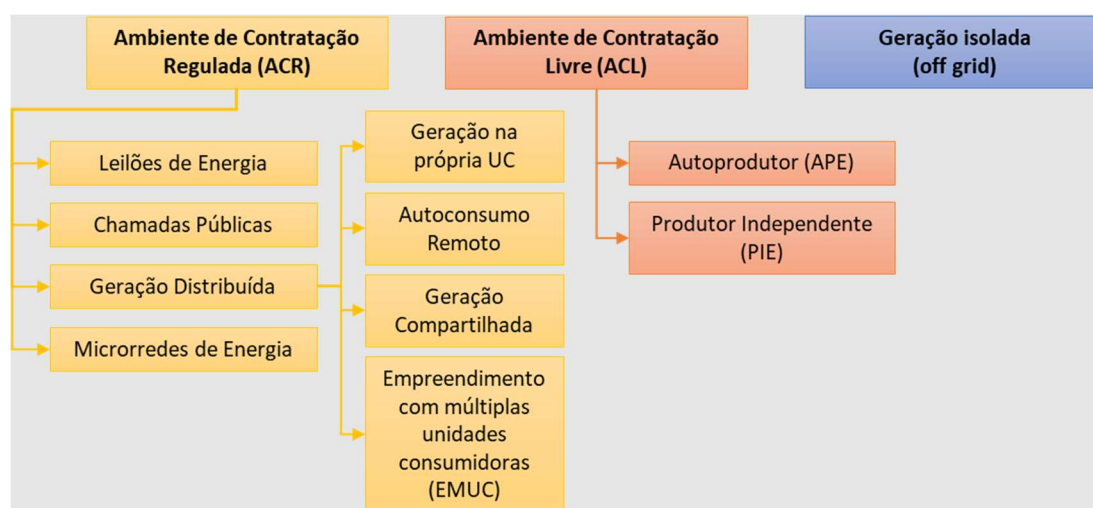 Ambiente de Contratação
Regulada (ACR)
Leilões de Energia
Chamadas Públicas
Geração Distribuída
Microrredes de Energia
Geração na
própria UC
Autoconsumo
Remoto
Geração
Compartilhada
Empreendimento
com múltiplas
unidades
consumidoras
(EMUC)
Ambiente de Contratação
Livre (ACL)
Autoprodutor (APE)
Produtor Independente
(PIE)
Geração isolada
(off grid)